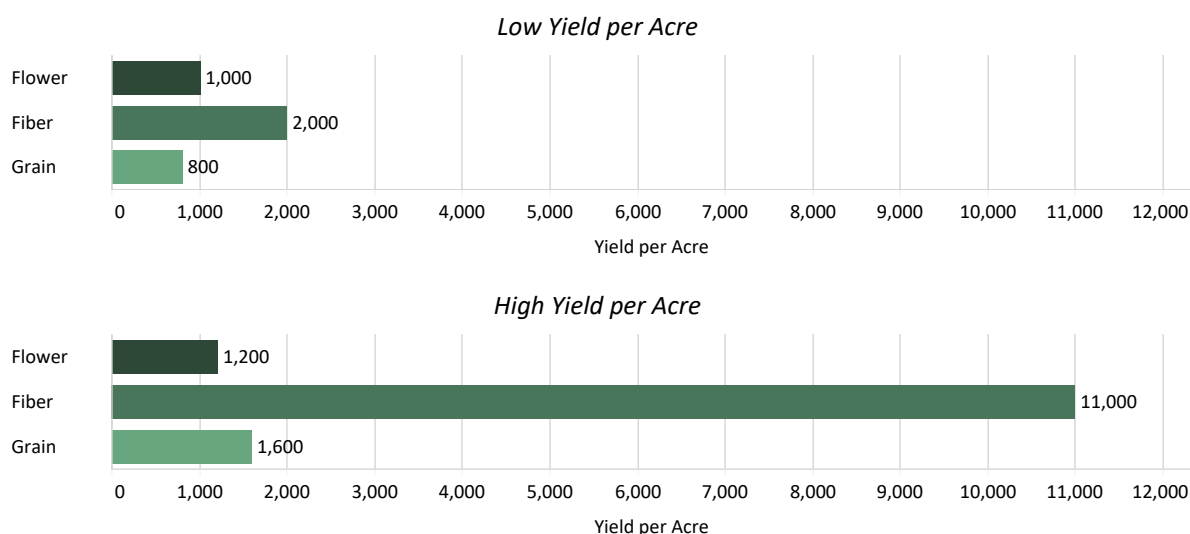 Low Yield per Acre
Flower 1,000
Fiber 2,000
Grain 800
0 1,000 2,000 3,000 4,000 5,000 6,000 7,000 8,000 9,000 10,000 11,000 12,000
Yield per Acre
High Yield per Acre
Flower 1,200
Fiber 11,000
Grain 1,600
0 1,000 2,000 3,000 4,000 5,000 6,000 7,000 8,000 9,000 10,000 11,000 12,000
Yield per Acre